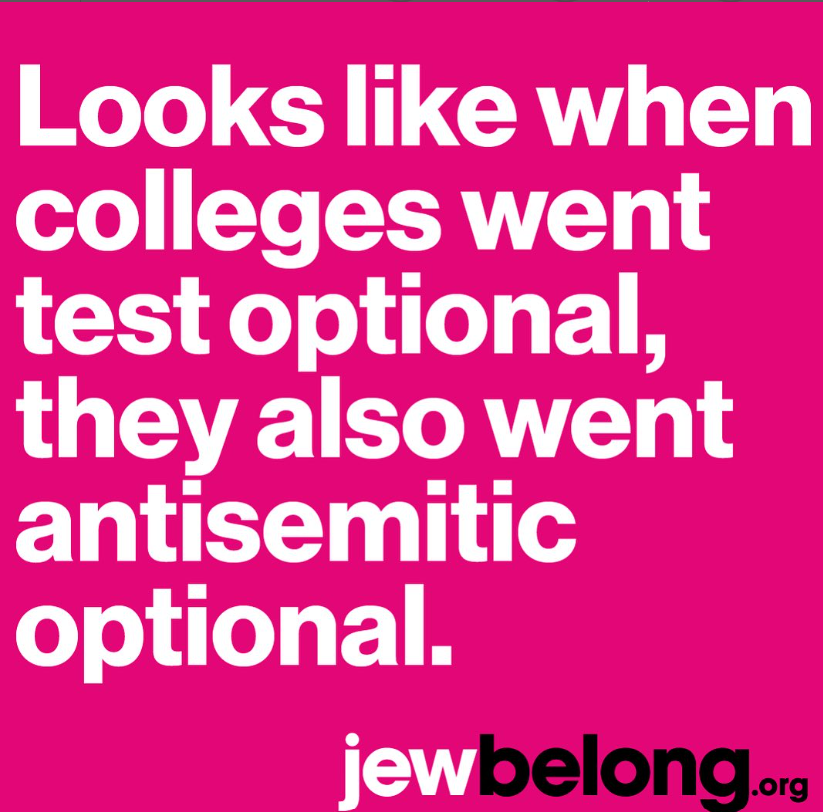 Looks like when
colleges went
test optional,
they also went
antisemitic
optional.
jewbelong.org